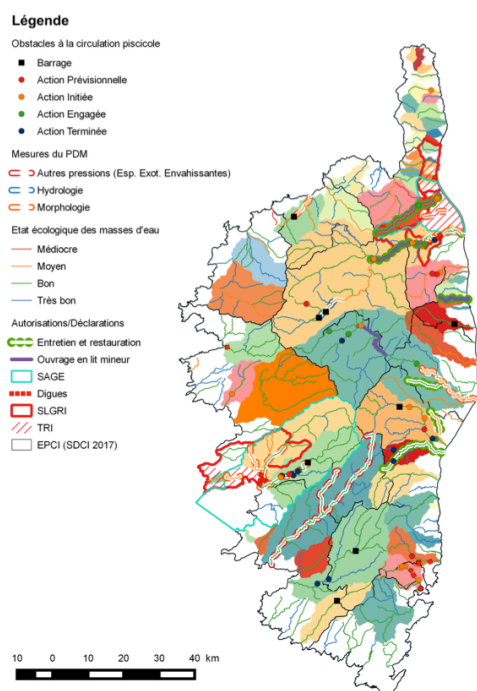 Légende
Obstacles à la circulation piscicole
Barrage
Action Prévisionnelle
Action Initiée
Action Engagée
Action Terminée
Mesures du PDM
Autres pressions (Esp. Exot. Envahissantes)
Hydrologie
Morphologie
Etat écologique des masses d'eau
Médiocre
Moyen
Bon
Très bon
Autorisations/Déclarations
Entretien et restauration
Ouvrage en lit mineur
SAGE
Digues
SLGRI
TRI
EPCI (SDCI 2017)
10 0 10 20 30 40 km